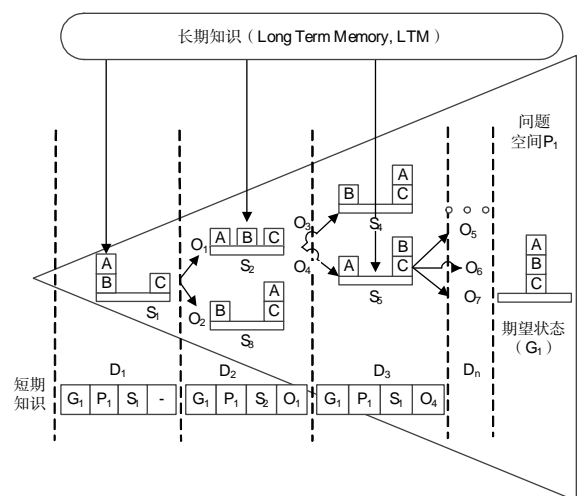 长期知识（Long Term Memory, LTM）
问题
空间P₁
A
B
C
S₁
O₁
O₂
A B C
S₂
A
B C
S₃
O₃
O₄
A
B C
S₄
B
A C
S₅
O₅
O₆
O₇
A
B
C
期望状态
（G₁）
短期
知识
D₁
G₁ P₁ S₁ -
D₂
G₁ P₁ S₂ O₁
D₃
G₁ P₁ S₁ O₄
Dₙ